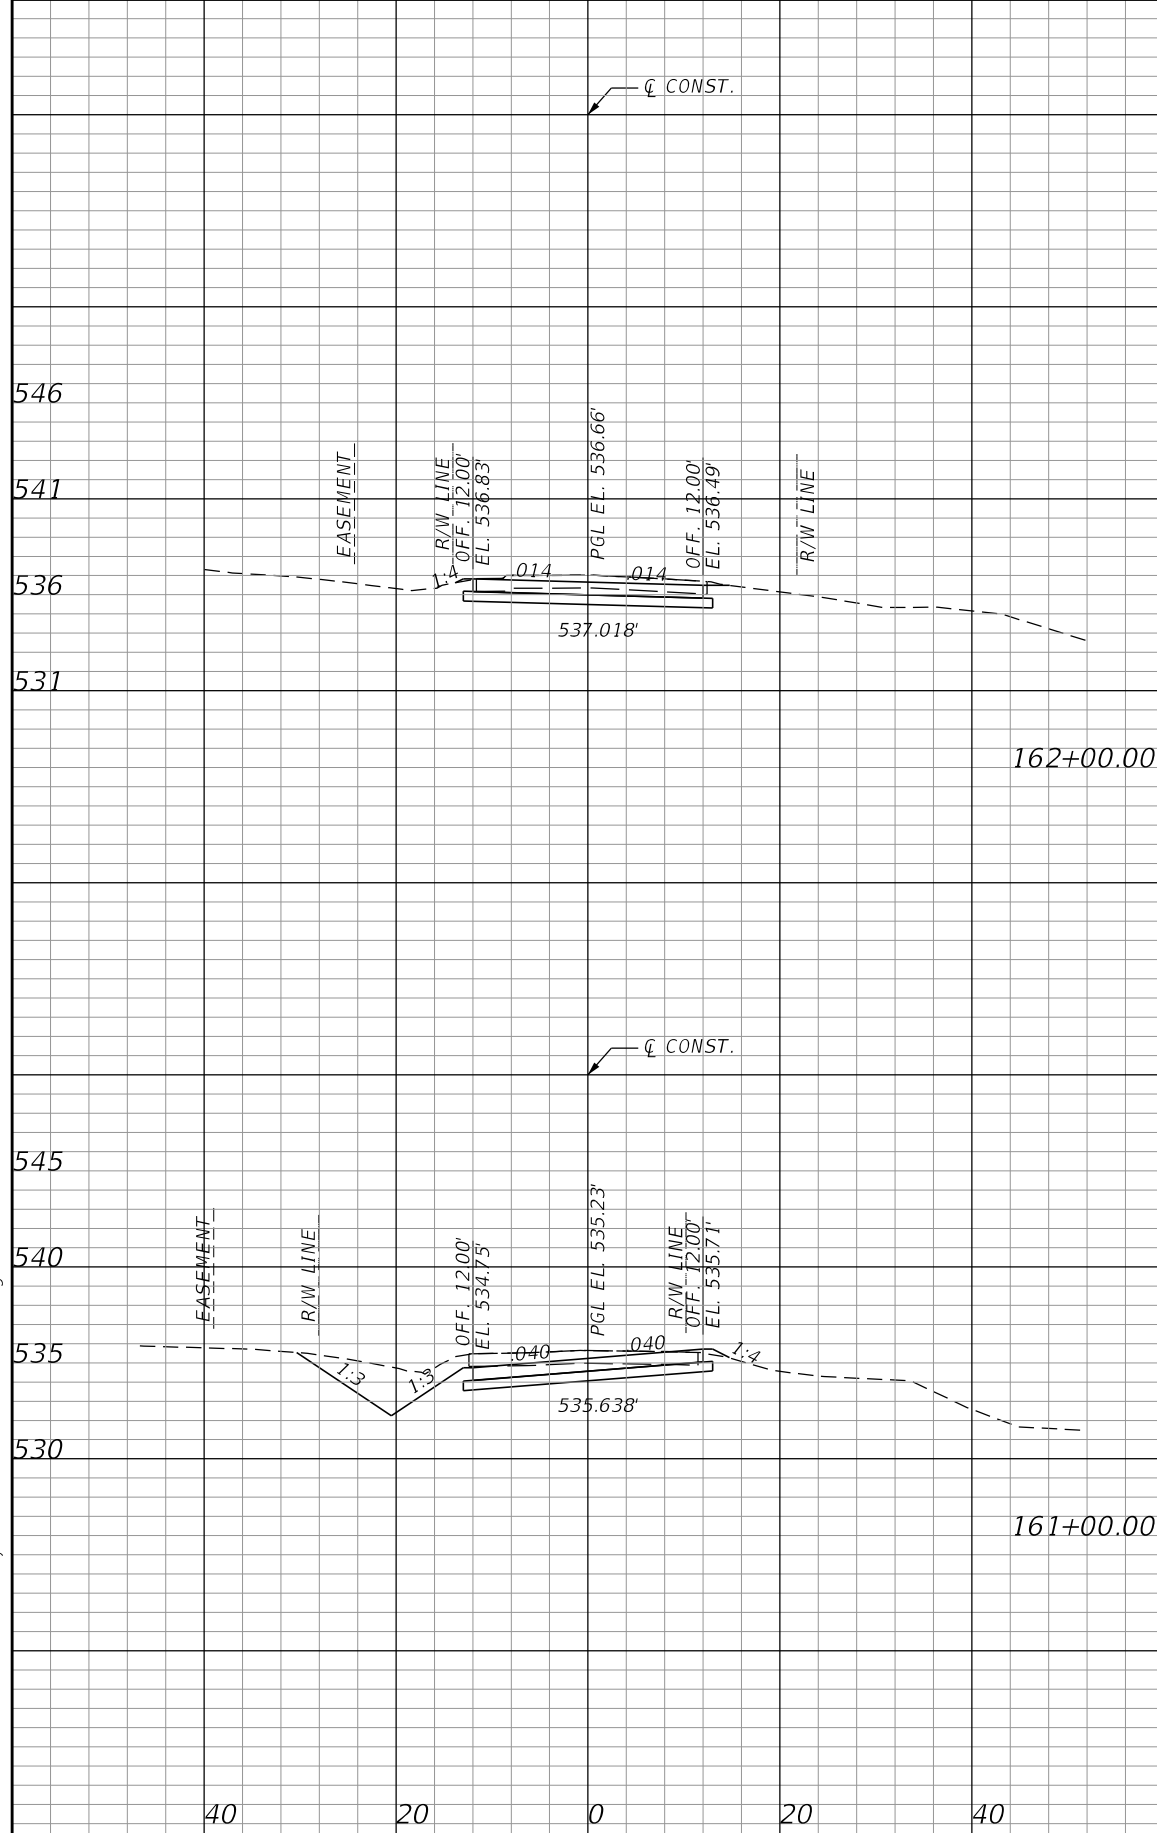 ℄ CONST.
546
541
536
531
EASEMENT
R/W LINE
OFF. 12.00'
EL. 536.83'
PGL EL. 536.66'
OFF. 12.00'
EL. 536.49'
R/W LINE
1:4
.014
.014
537.018'
162+00.00
℄ CONST.
545
540
535
530
EASEMENT
R/W LINE
OFF. 12.00'
EL. 534.75'
PGL EL. 535.23'
R/W LINE
OFF. 12.00'
EL. 535.71'
1:3
1:3
.040
.040
1:4
535.638'
161+00.00
40
20
0
20
40